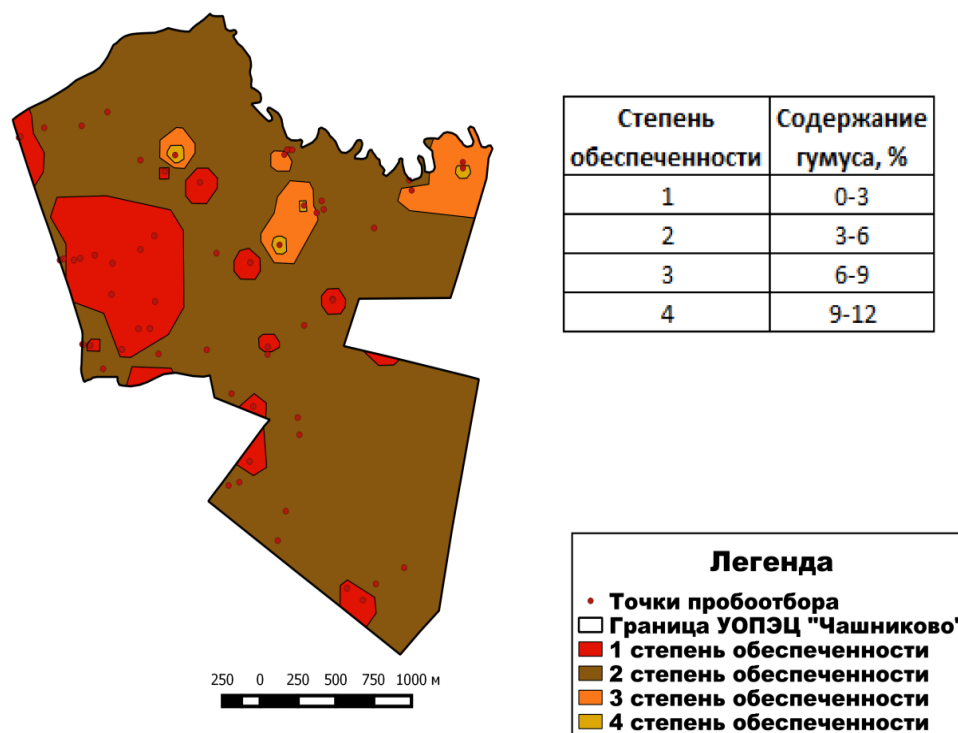 Степень обеспеченности
Содержание гумуса, %
1
0-3
2
3-6
3
6-9
4
9-12
Легенда
Точки пробоотбора
Граница УОПЭЦ "Чашниково"
1 степень обеспеченности
2 степень обеспеченности
3 степень обеспеченности
4 степень обеспеченности
250 0 250 500 750 1000 м